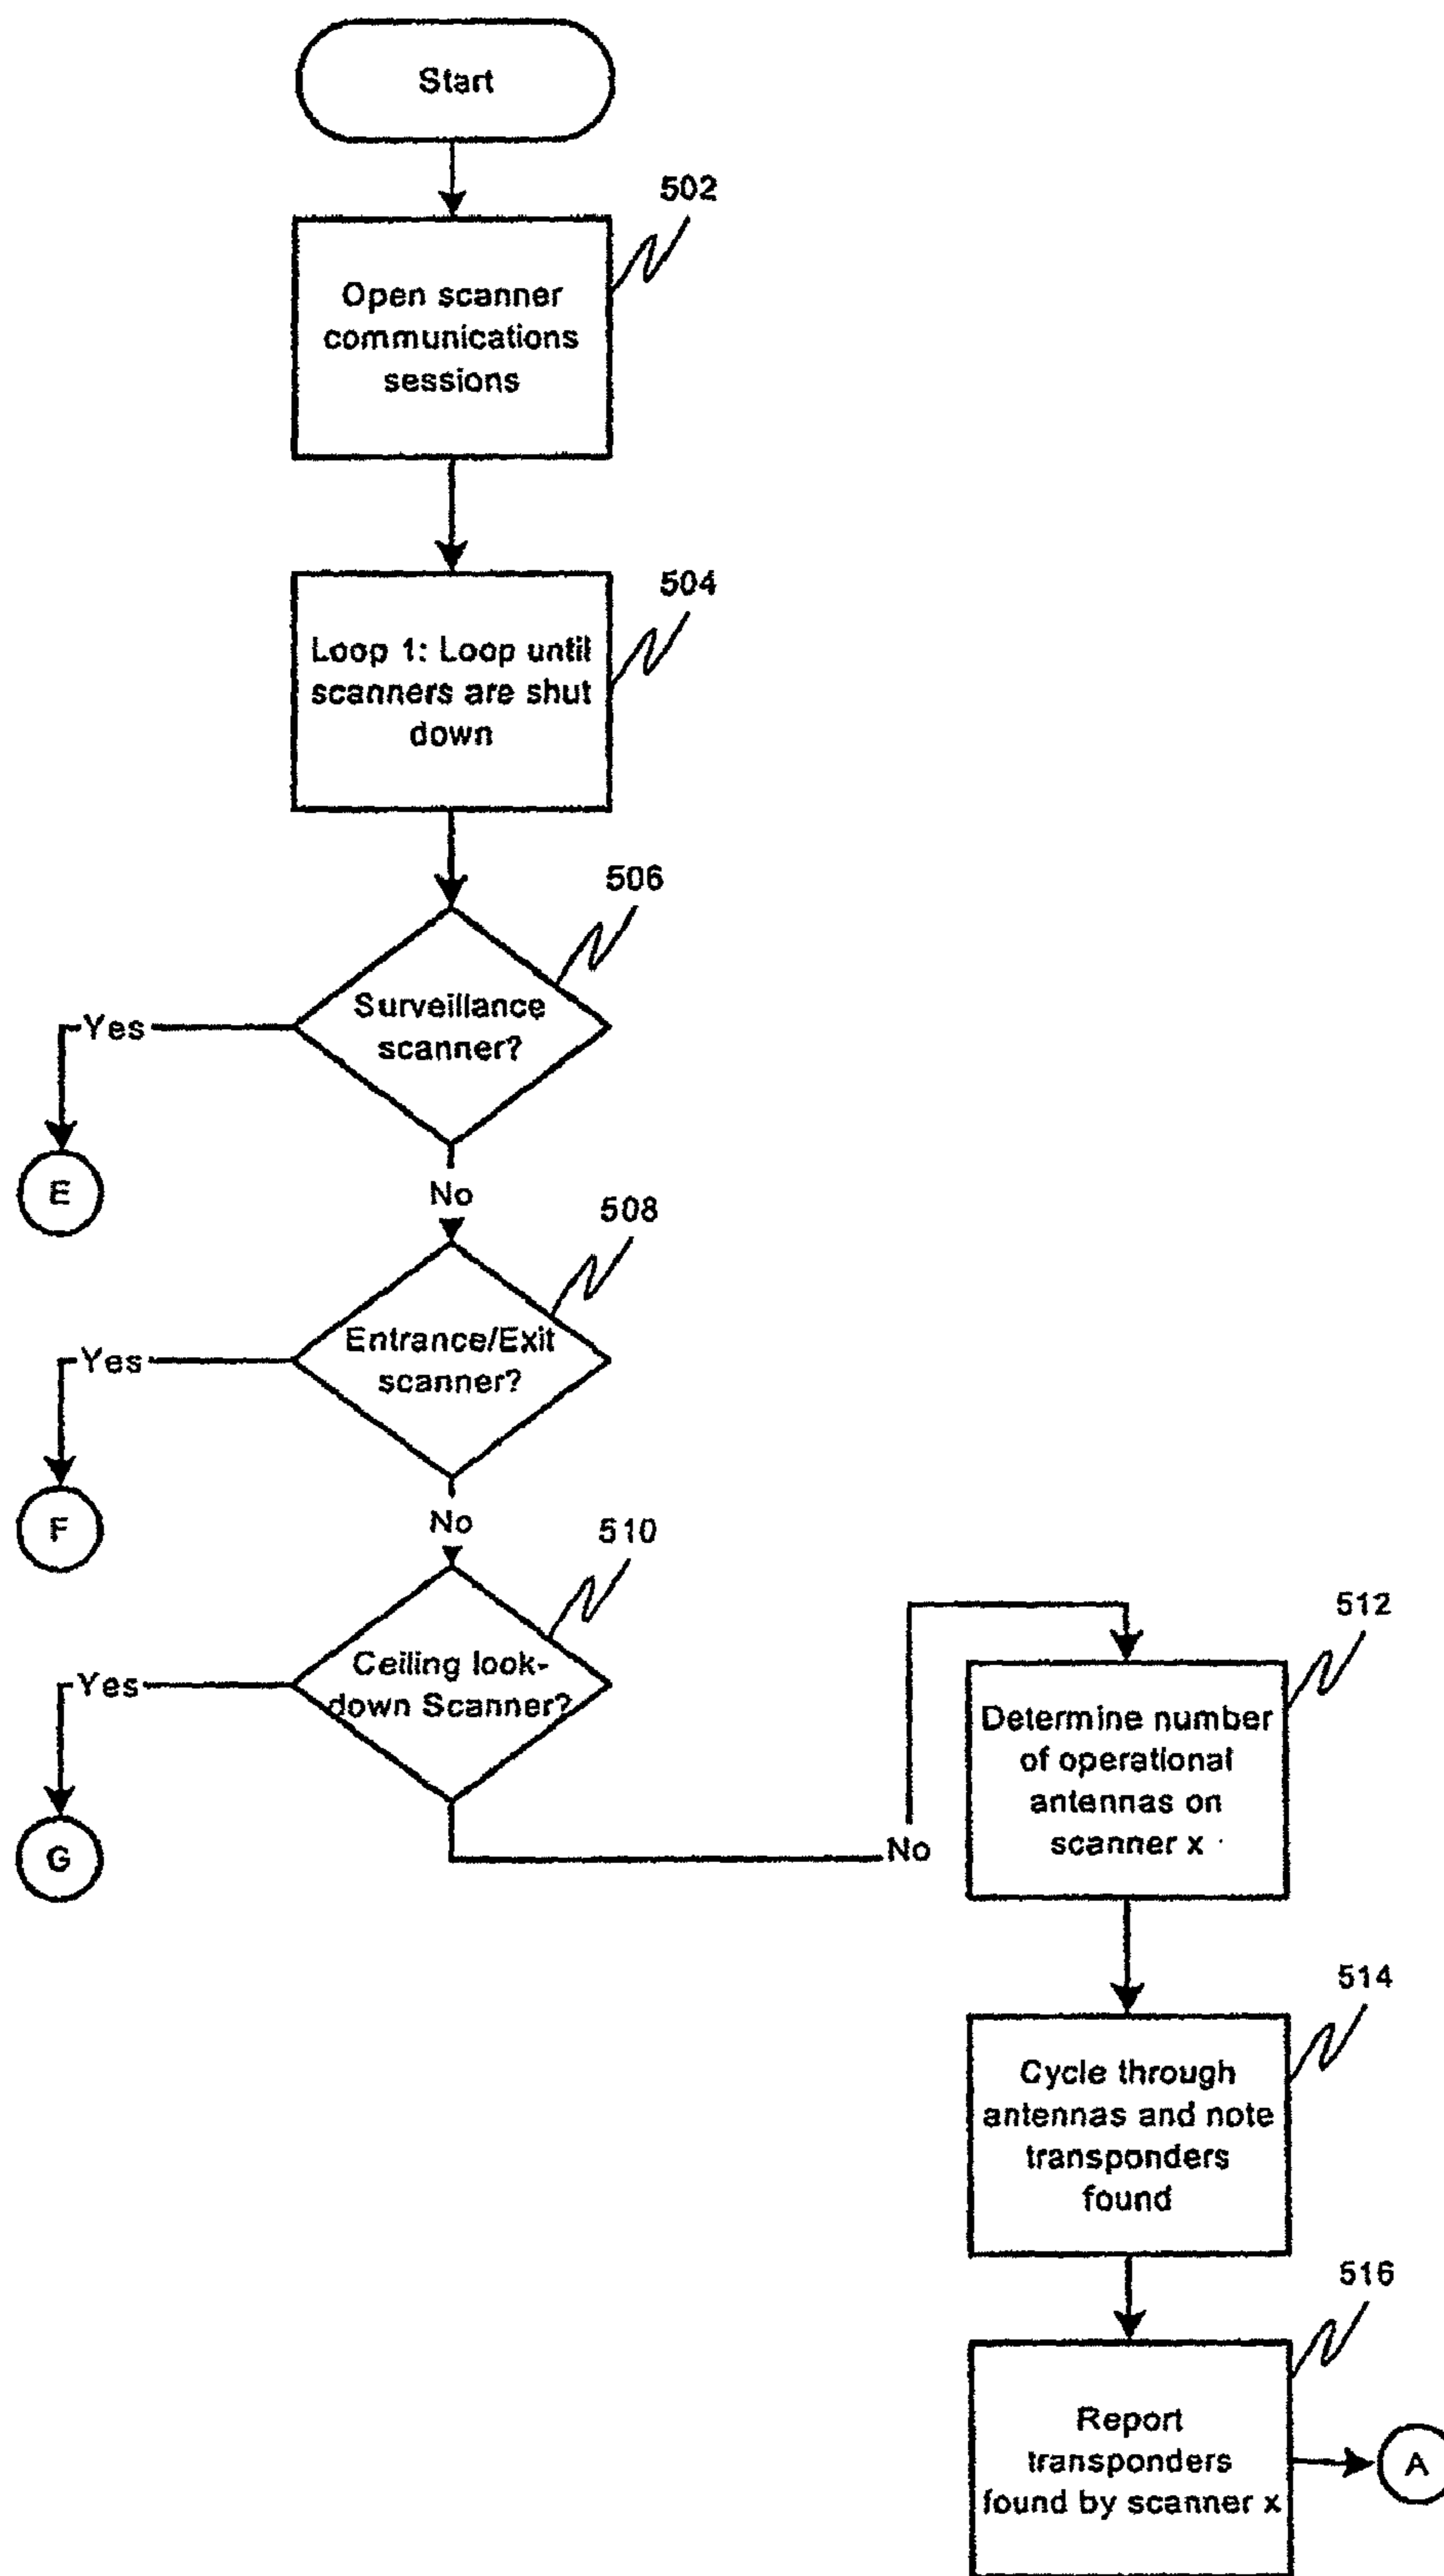 Start
502
Open scanner
communications
sessions
504
Loop 1: Loop until
scanners are shut
down
506
Surveillance
scanner?
Yes
E
No
508
Entrance/Exit
scanner?
Yes
F
No
510
Ceiling look-
down Scanner?
Yes
G
No
512
Determine number
of operational
antennas on
scanner x
514
Cycle through
antennas and note
transponders
found
516
Report
transponders
found by scanner x
A